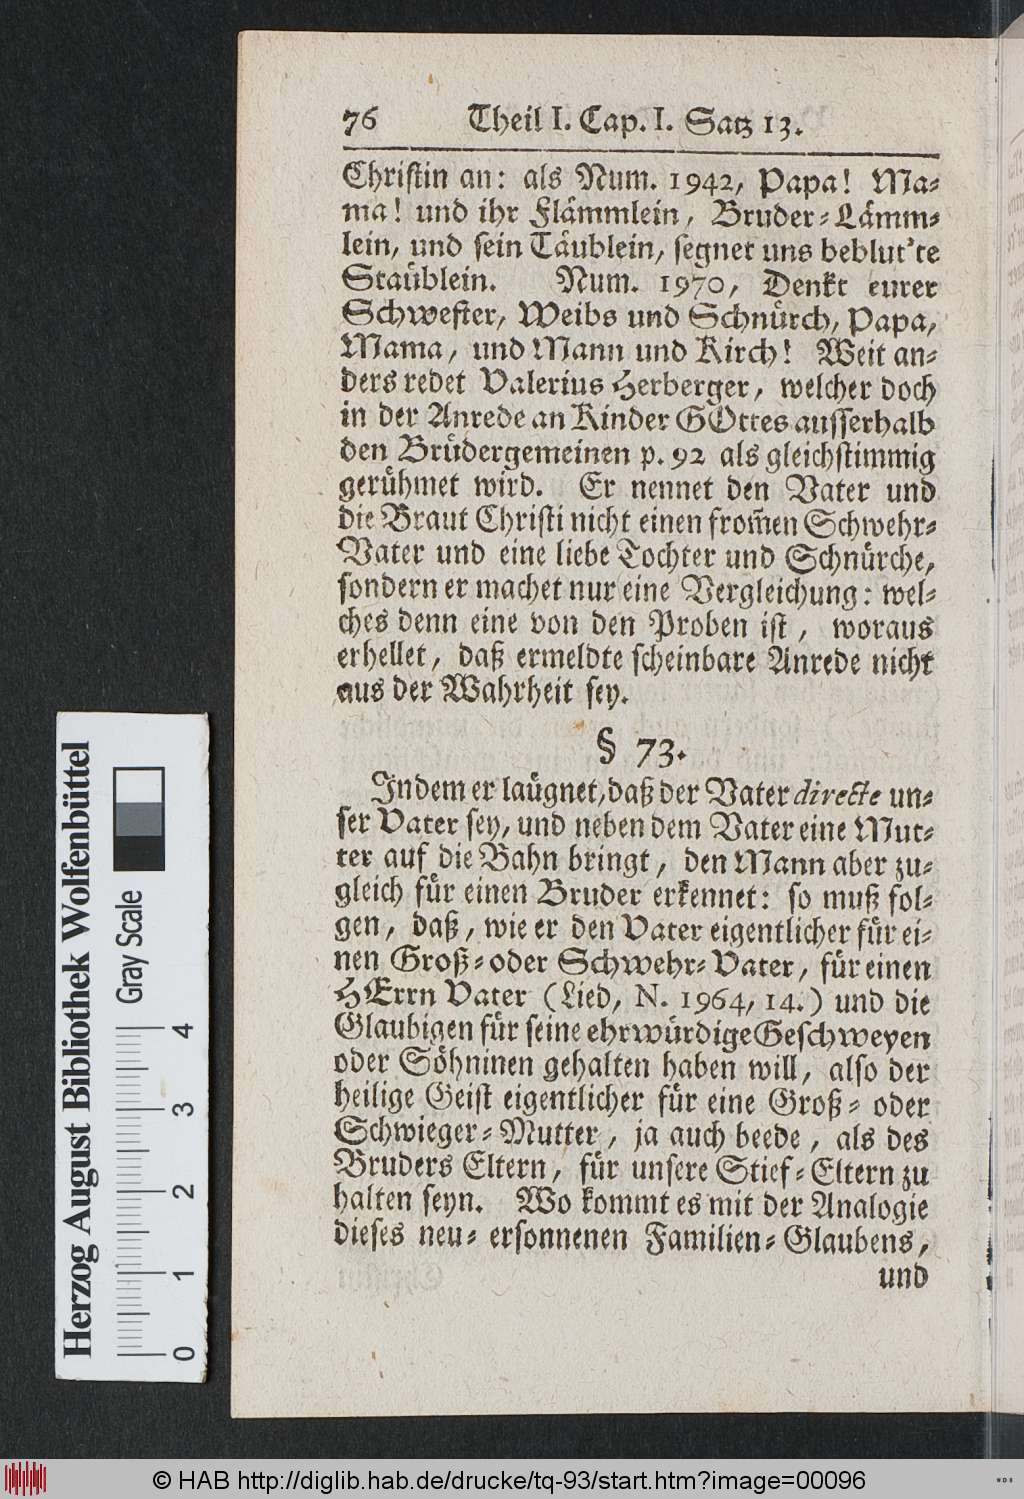 76 Theil I. Cap. I. Satz 13.
Christin an: als Num. 1942, Papa! Ma-
ma! und ihr Flämmlein, Bruder-Lämm-
lein, und sein Täublein, segnet uns beblut'te
Staüblein. Num. 1970, Denkt eurer
Schwester, Weibs und Schnürch, Papa,
Mama, und Mann und Kirch! Weit an-
ders redet Valerius Herberger, welcher doch
in der Anrede an Kinder GOttes ausserhalb
den Brüdergemeinen p. 92 als gleichstimmig
gerühmet wird. Er nennet den Vater und
die Braut Christi nicht einen from̄en Schwehr-
Vater und eine liebe Tochter und Schnürche,
sondern er machet nur eine Vergleichung: wel-
ches denn eine von den Proben ist, woraus
erhellet, daß ermeldte scheinbare Anrede nicht
aus der Wahrheit sey.
§ 73.
Indem er laügnet, daß der Vater directe un-
ser Vater sey, und neben dem Vater eine Mut-
ter auf die Bahn bringt, den Mann aber zu-
gleich für einen Bruder erkennet: so muß fol-
gen, daß, wie er den Vater eigentlicher für ei-
nen Groß- oder Schwehr-Vater, für einen
HErrn Vater (Lied, N. 1964, 14.) und die
Glaubigen für seine ehrwürdige Geschweyen
oder Söhninen gehalten haben will, also der
heilige Geist eigentlicher für eine Groß- oder
Schwieger-Mutter, ja auch beede, als des
Bruders Eltern, für unsere Stief-Eltern zu
halten seyn. Wo kommt es mit der Analogie
dieses neu-ersonnenen Familien-Glaubens,
und
Herzog August Bibliothek Wolfenbüttel
Gray Scale
0 1 2 3 4
© HAB http://diglib.hab.de/drucke/tq-93/start.htm?image=00096